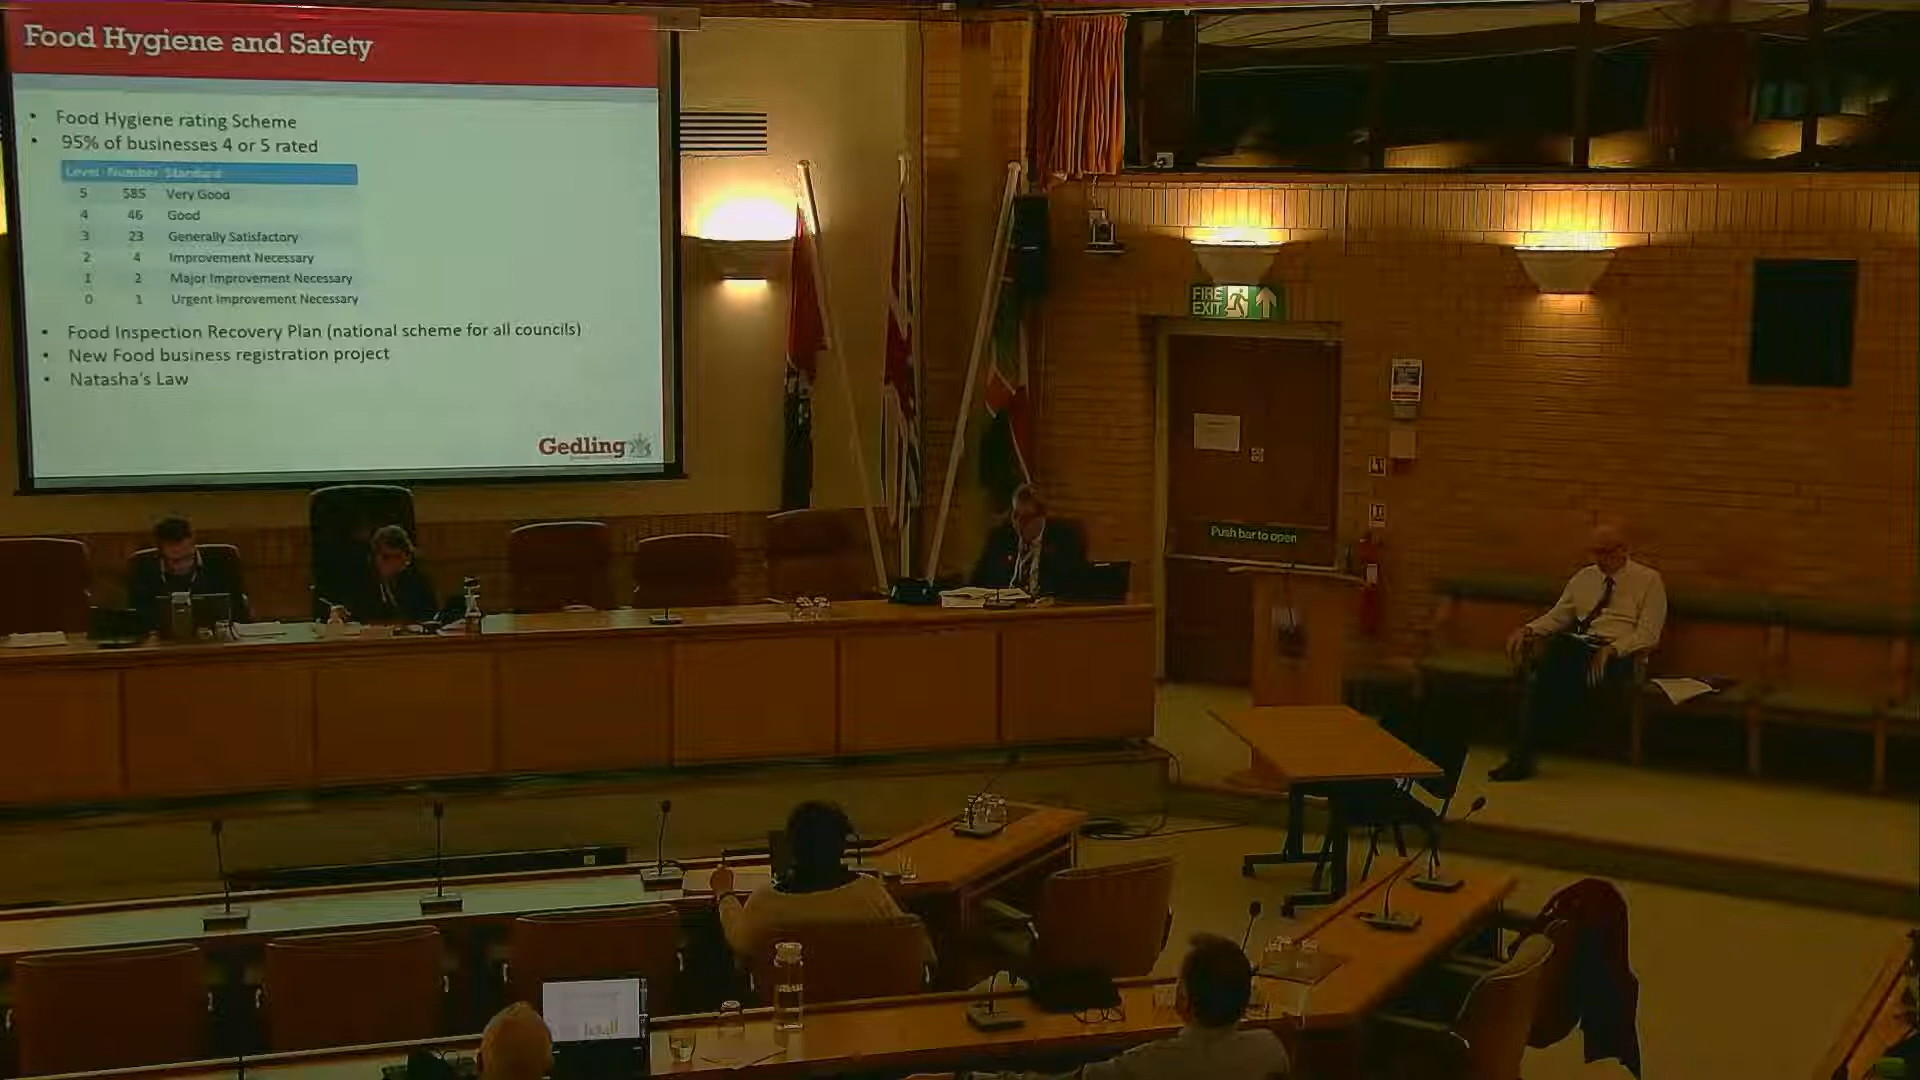 Food Hygiene and Safety
• Food Hygiene rating Scheme
• 95% of businesses 4 or 5 rated
Level Number Standard
5 585 Very Good
4 46 Good
3 23 Generally Satisfactory
2 4 Improvement Necessary
1 2 Major Improvement Necessary
0 1 Urgent Improvement Necessary
• Food Inspection Recovery Plan (national scheme for all councils)
• New Food business registration project
• Natasha's Law
Gedling
FIRE
EXIT
Push bar to open